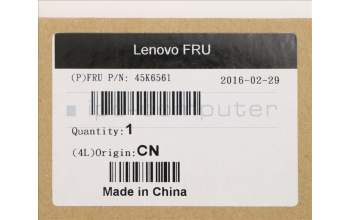 Lenovo FRU
(P)FRU P/N: 45K6561 2016-02-29
Quantity:1
(4L)Origin:CN
Made in China